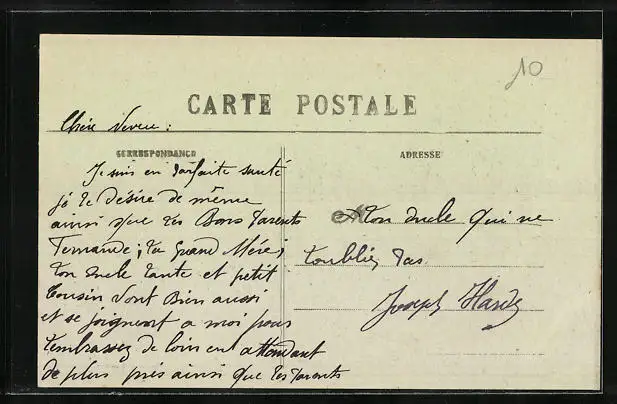 10
CARTE POSTALE
Chère Neveu :
CORRESPONDANCE
ADRESSE
Je suis en parfaite santé
je te désire de même
ainsi que tes Bons Parents
Fernande ; ta Grand Mère ;
ton oncle tante et petit
Cousin Vont Bien aussi
et se joignent a moi pour
t'embrassez de loin en attendant
de plus près ainsi que tes Parents
ton oncle qui ne
t'oublie pas
Joseph Hardy